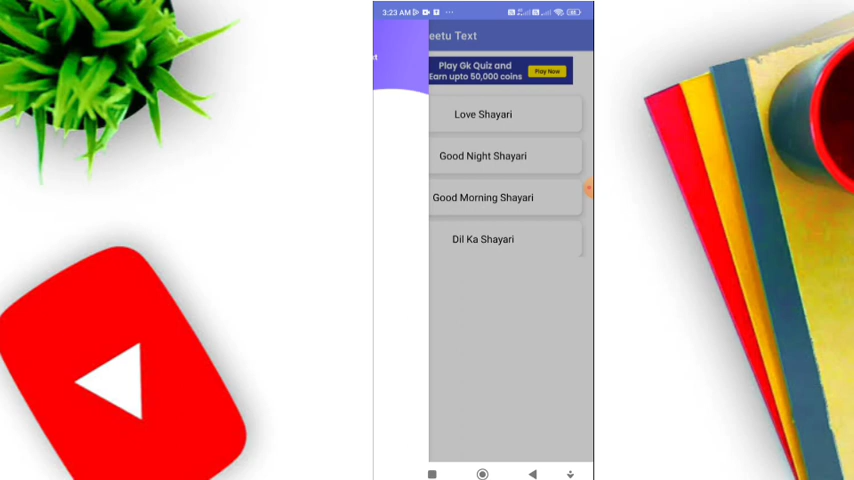 3:23 AM
eetu Text
Play Gk Quiz and
Earn upto 50,000 coins
Play Now
Love Shayari
Good Night Shayari
Good Morning Shayari
Dil Ka Shayari